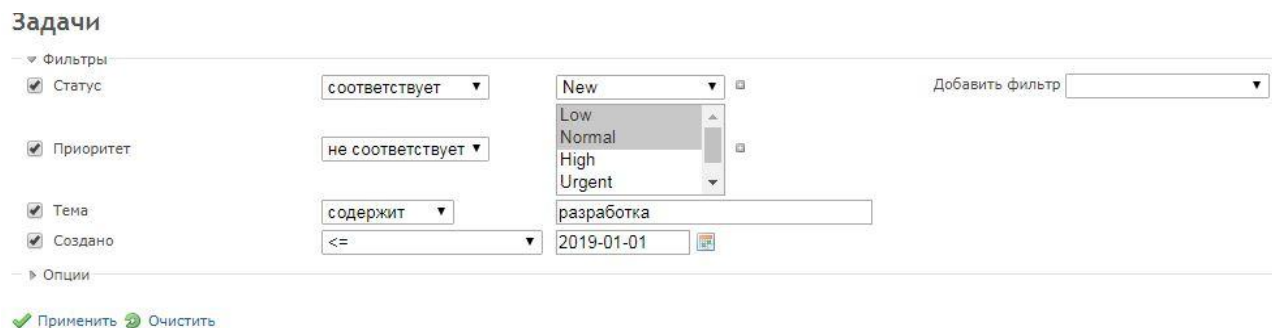 Задачи
Фильтры
Статус соответствует New Добавить фильтр
Приоритет не соответствует Low
Normal
High
Urgent
Тема содержит разработка
Создано <= 2019-01-01
Опции
Применить Очистить